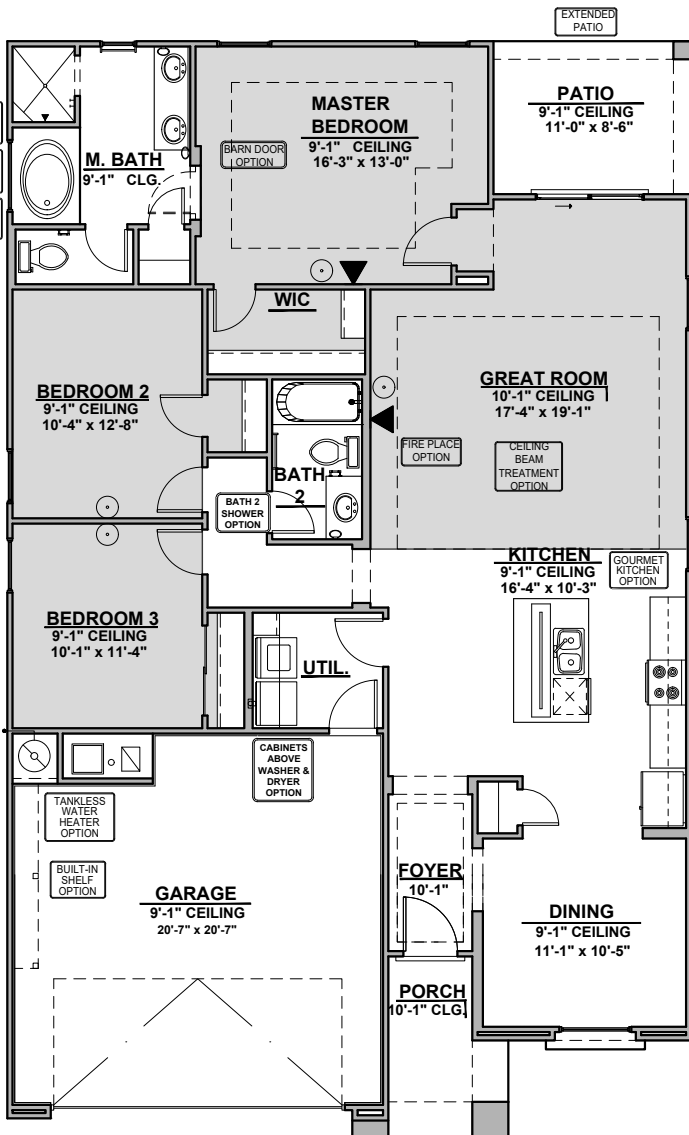 EXTENDED
PATIO
PATIO
9'-1" CEILING
11'-0" x 8'-6"
MASTER
BEDROOM
9'-1" CEILING
16'-3" x 13'-0"
BARN DOOR
OPTION
M. BATH
9'-1" CLG.
WIC
BEDROOM 2
9'-1" CEILING
10'-4" x 12'-8"
GREAT ROOM
10'-1" CEILING
17'-4" x 19'-1"
FIRE PLACE
OPTION
CEILING
BEAM
TREATMENT
OPTION
BATH
2
BATH 2
SHOWER
OPTION
KITCHEN
9'-1" CEILING
16'-4" x 10'-3"
GOURMET
KITCHEN
OPTION
BEDROOM 3
9'-1" CEILING
10'-1" x 11'-4"
UTIL.
CABINETS
ABOVE
WASHER &
DRYER
OPTION
TANKLESS
WATER
HEATER
OPTION
BUILT-IN
SHELF
OPTION
GARAGE
9'-1" CEILING
20'-7" x 20'-7"
FOYER
10'-1"
DINING
9'-1" CEILING
11'-1" x 10'-5"
PORCH
10'-1" CLG.